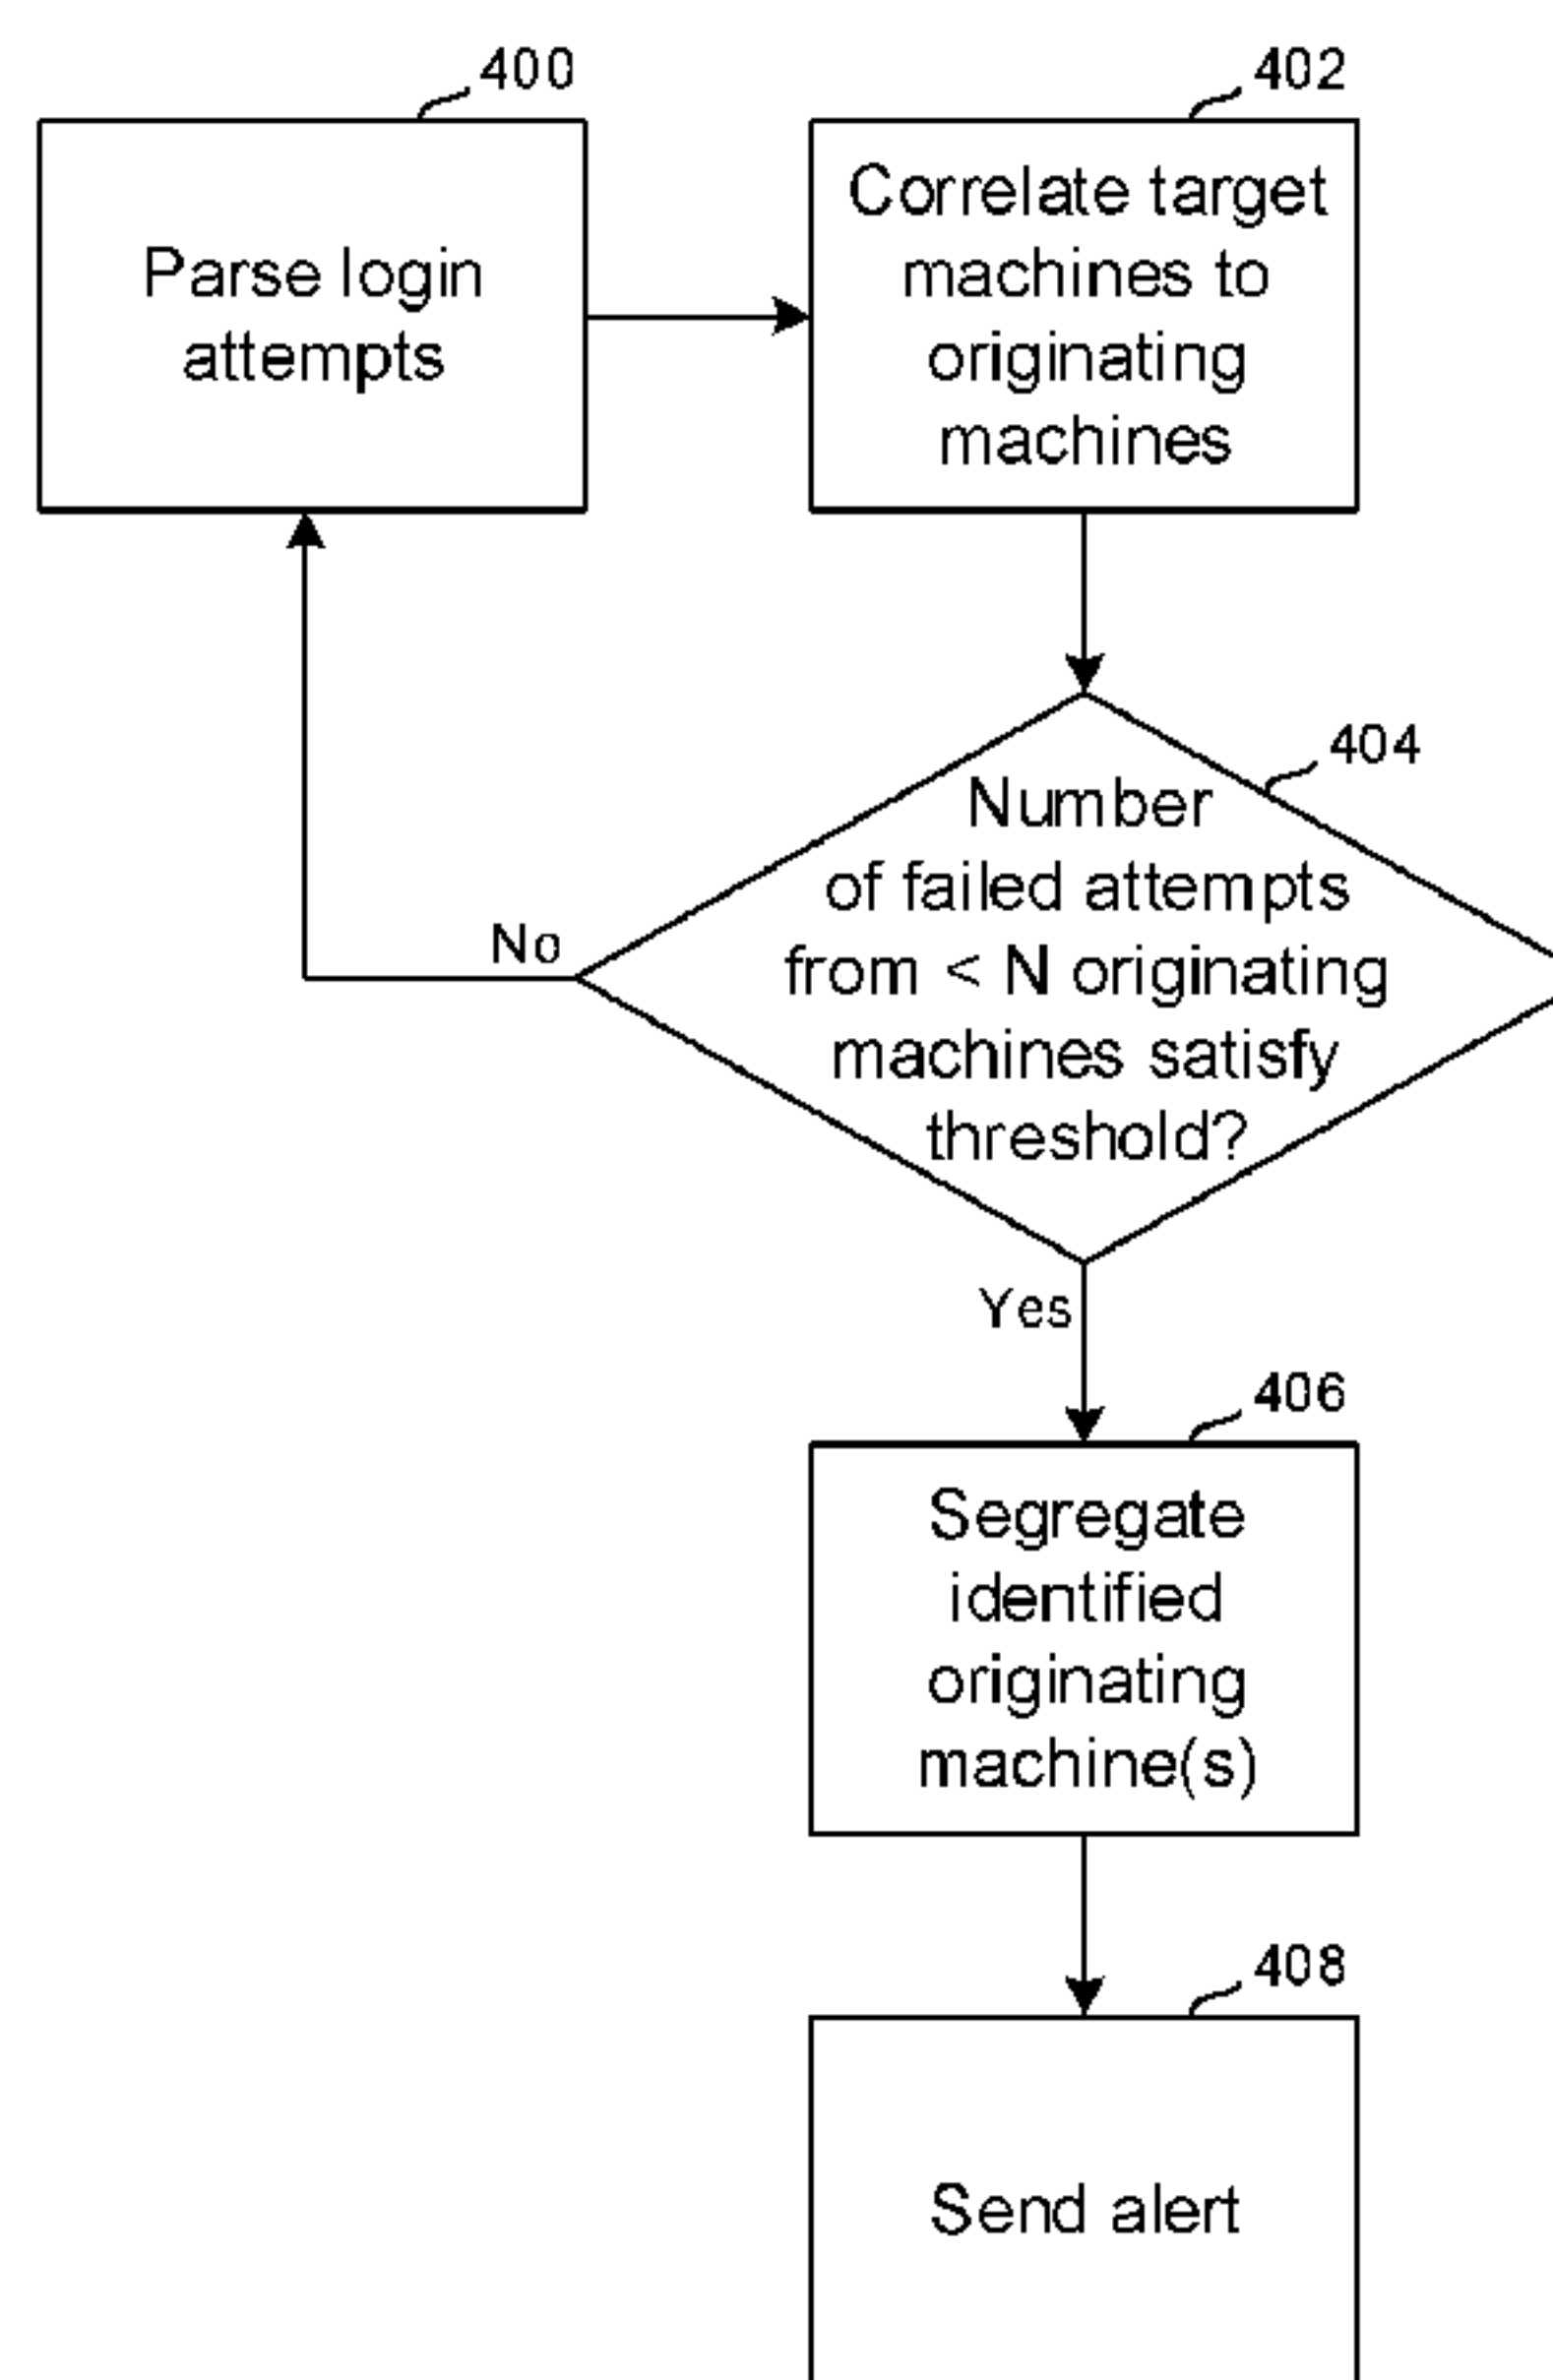 400
Parse login
attempts
402
Correlate target
machines to
originating
machines
404
Number
of failed attempts
from < N originating
machines satisfy
threshold?
No
Yes
406
Segregate
identified
originating
machine(s)
408
Send alert